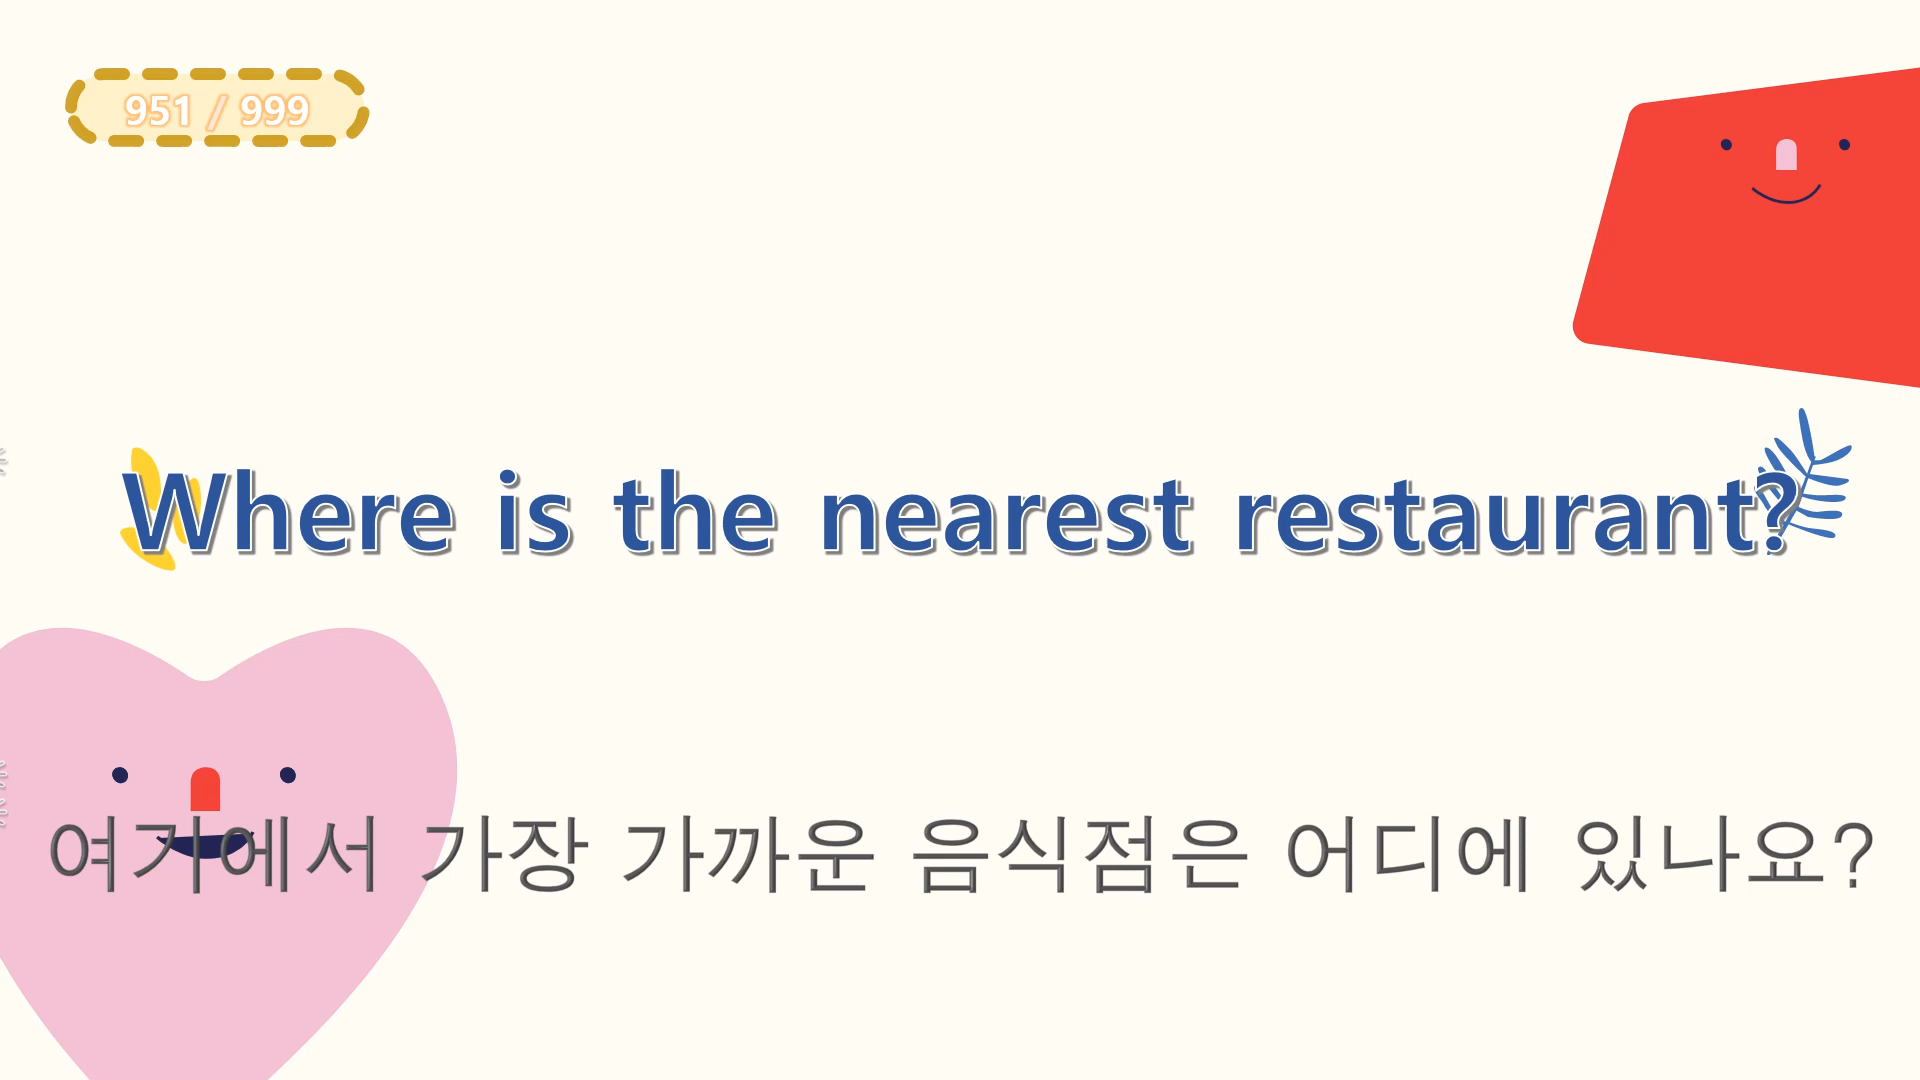 951 / 999
Where is the nearest restaurant?
여기에서 가장 가까운 음식점은 어디에 있나요?